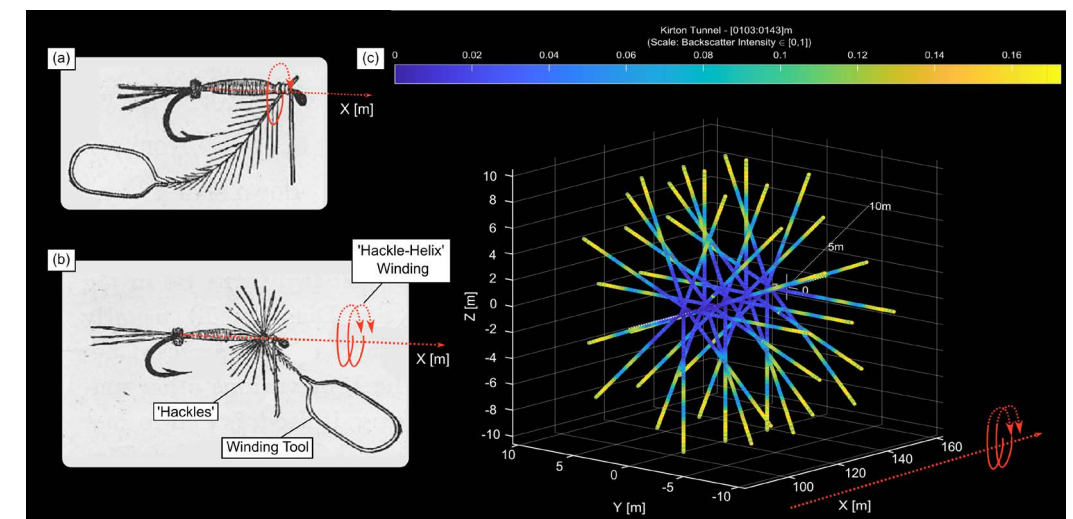 (a)
X [m]
(b)
'Hackle-Helix'
Winding
X [m]
'Hackles'
Winding Tool
(c)
Kirton Tunnel - [0103:0143]m
(Scale: Backscatter Intensity ∈ [0,1])
0 0.02 0.04 0.06 0.08 0.1 0.12 0.14 0.16
10m
5m
0
Z [m]
10
8
6
4
2
0
-2
-4
-6
-8
-10
10 5 0 -5 -10
Y [m]
100 120 140 160
X [m]